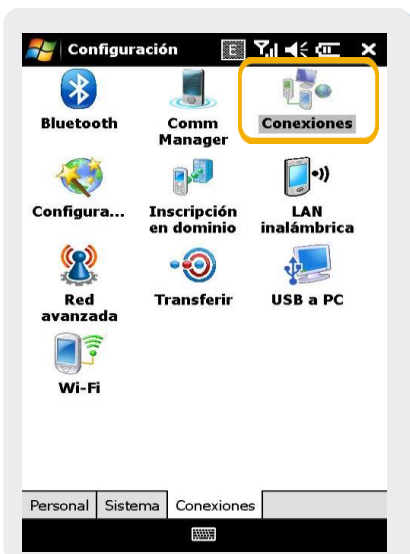 Configuración E
Bluetooth
Comm
Manager
Conexiones
Configura...
Inscripción
en dominio
LAN
inalámbrica
Red
avanzada
Transferir
USB a PC
Wi-Fi
Personal Sistema Conexiones